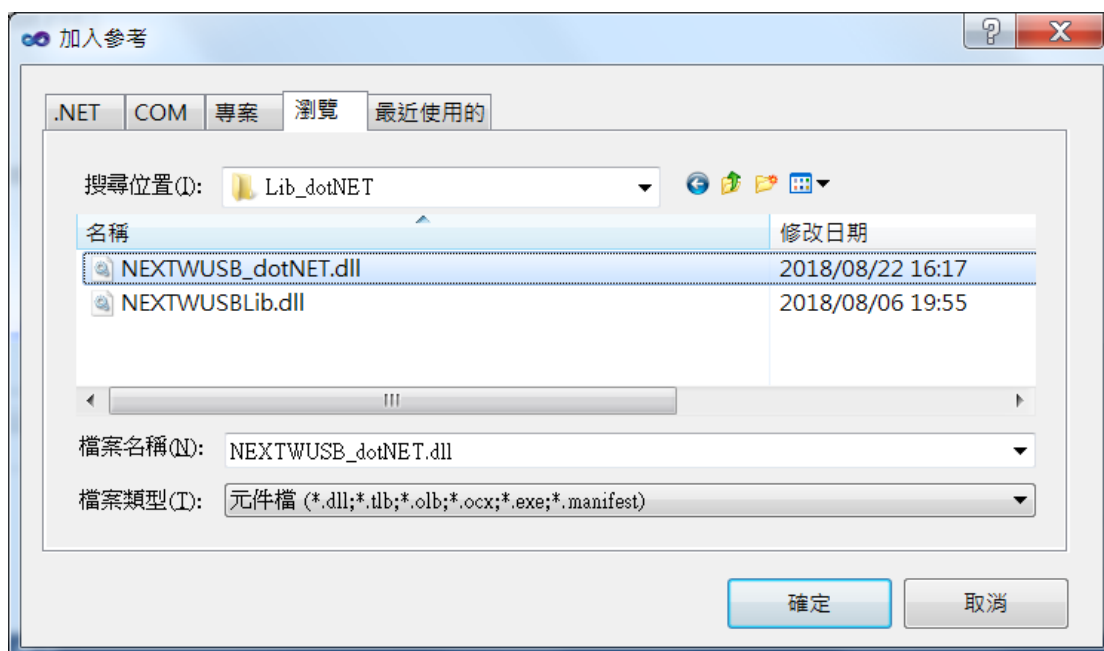 加入參考
.NET COM 專案 瀏覽 最近使用的
搜尋位置(I): Lib_dotNET
名稱 修改日期
NEXTWUSB_dotNET.dll 2018/08/22 16:17
NEXTWUSBLib.dll 2018/08/06 19:55
檔案名稱(N): NEXTWUSB_dotNET.dll
檔案類型(T): 元件檔 (*.dll;*.tlb;*.olb;*.ocx;*.exe;*.manifest)
確定 取消